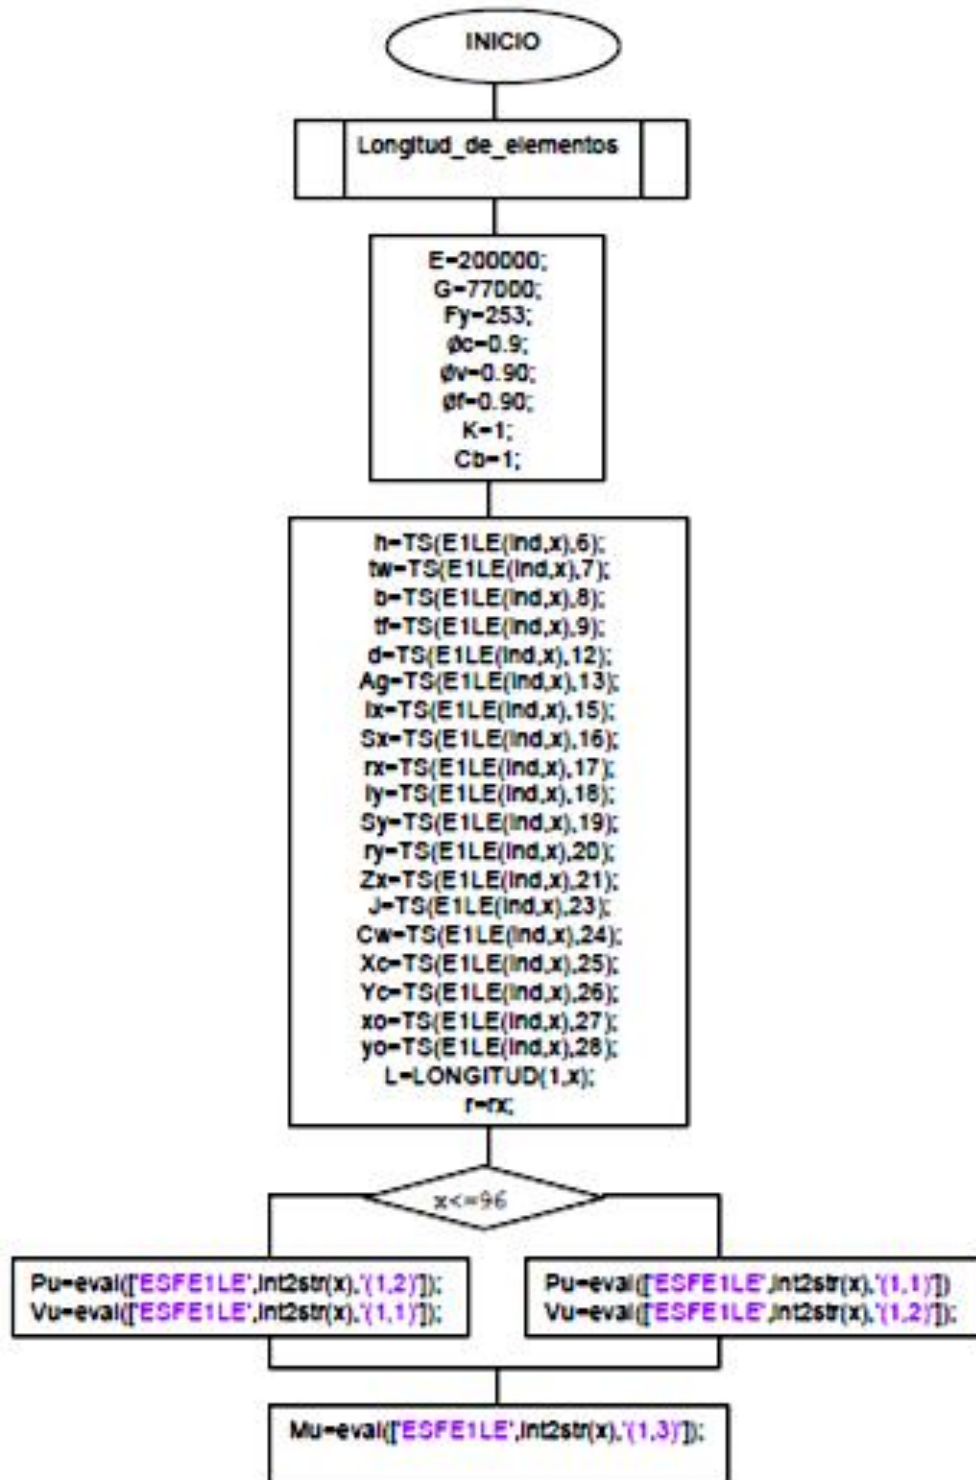 INICIO
Longitud_de_elementos
E=200000;
G=77000;
Fy=253;
øc=0.9;
øv=0.90;
øf=0.90;
K=1;
Cb=1;
h=TS(E1LE(ind,x),6);
tw=TS(E1LE(ind,x),7);
b=TS(E1LE(ind,x),8);
tf=TS(E1LE(ind,x),9);
d=TS(E1LE(ind,x),12);
Ag=TS(E1LE(ind,x),13);
Ix=TS(E1LE(ind,x),15);
Sx=TS(E1LE(ind,x),16);
rx=TS(E1LE(ind,x),17);
Iy=TS(E1LE(ind,x),18);
Sy=TS(E1LE(ind,x),19);
ry=TS(E1LE(ind,x),20);
Zx=TS(E1LE(ind,x),21);
J=TS(E1LE(ind,x),23);
Cw=TS(E1LE(ind,x),24);
Xc=TS(E1LE(ind,x),25);
Yc=TS(E1LE(ind,x),26);
xo=TS(E1LE(ind,x),27);
yo=TS(E1LE(ind,x),28);
L=LONGITUD(1,x);
r=rx;
x<=96
Pu=eval(['ESFE1LE',int2str(x),'(1,2)']);
Vu=eval(['ESFE1LE',int2str(x),'(1,1)']);
Pu=eval(['ESFE1LE',int2str(x),'(1,1)'])
Vu=eval(['ESFE1LE',int2str(x),'(1,2)']);
Mu=eval(['ESFE1LE',int2str(x),'(1,3)']);